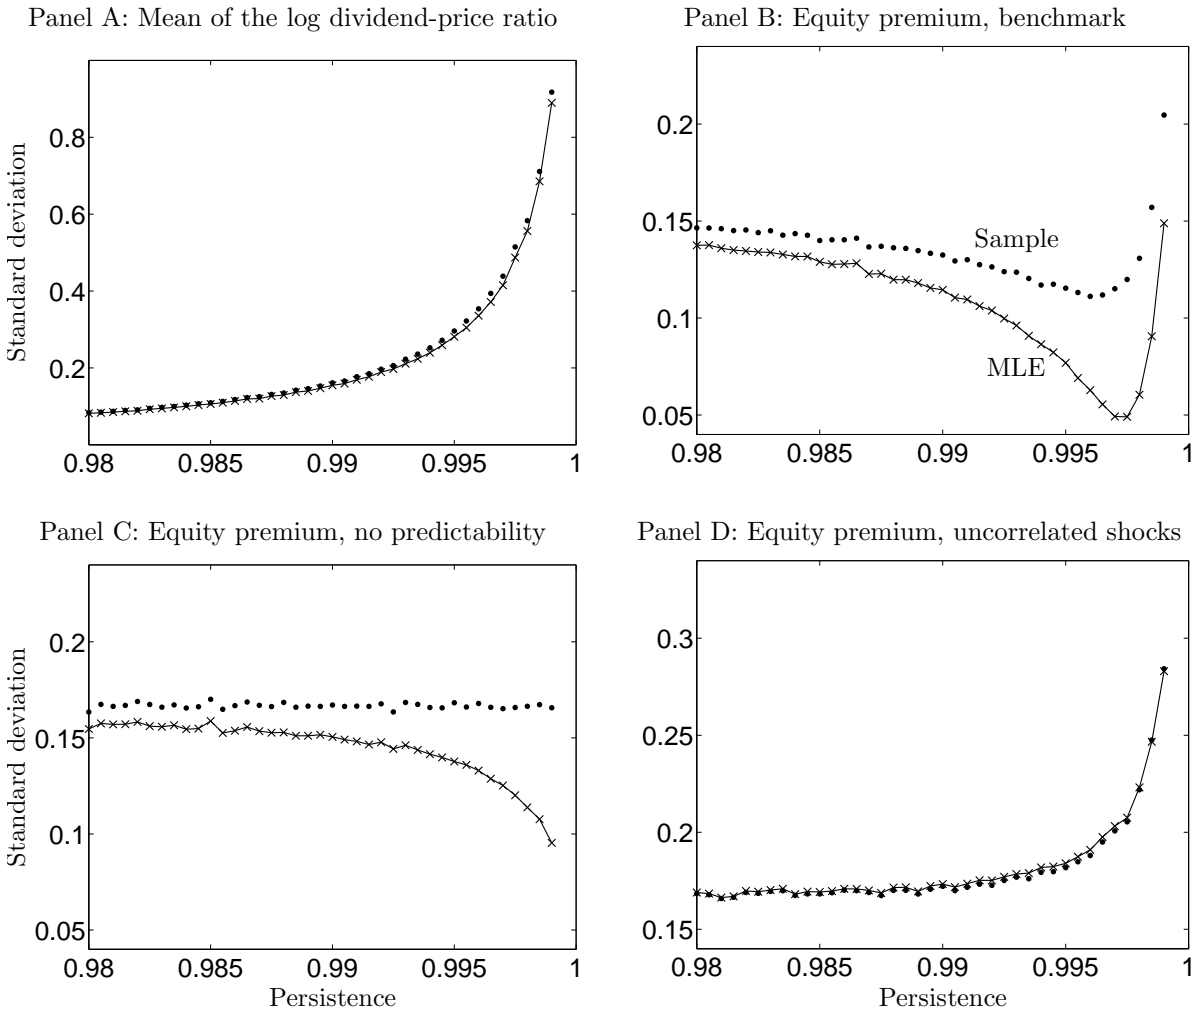 Panel A: Mean of the log dividend-price ratio
Standard deviation
0.8
0.6
0.4
0.2
0.98 0.985 0.99 0.995 1
Panel B: Equity premium, benchmark
0.2
0.15
0.1
0.05
Sample
MLE
0.98 0.985 0.99 0.995 1
Panel C: Equity premium, no predictability
Standard deviation
0.2
0.15
0.1
0.05
0.98 0.985 0.99 0.995 1
Persistence
Panel D: Equity premium, uncorrelated shocks
0.3
0.25
0.2
0.15
0.98 0.985 0.99 0.995 1
Persistence